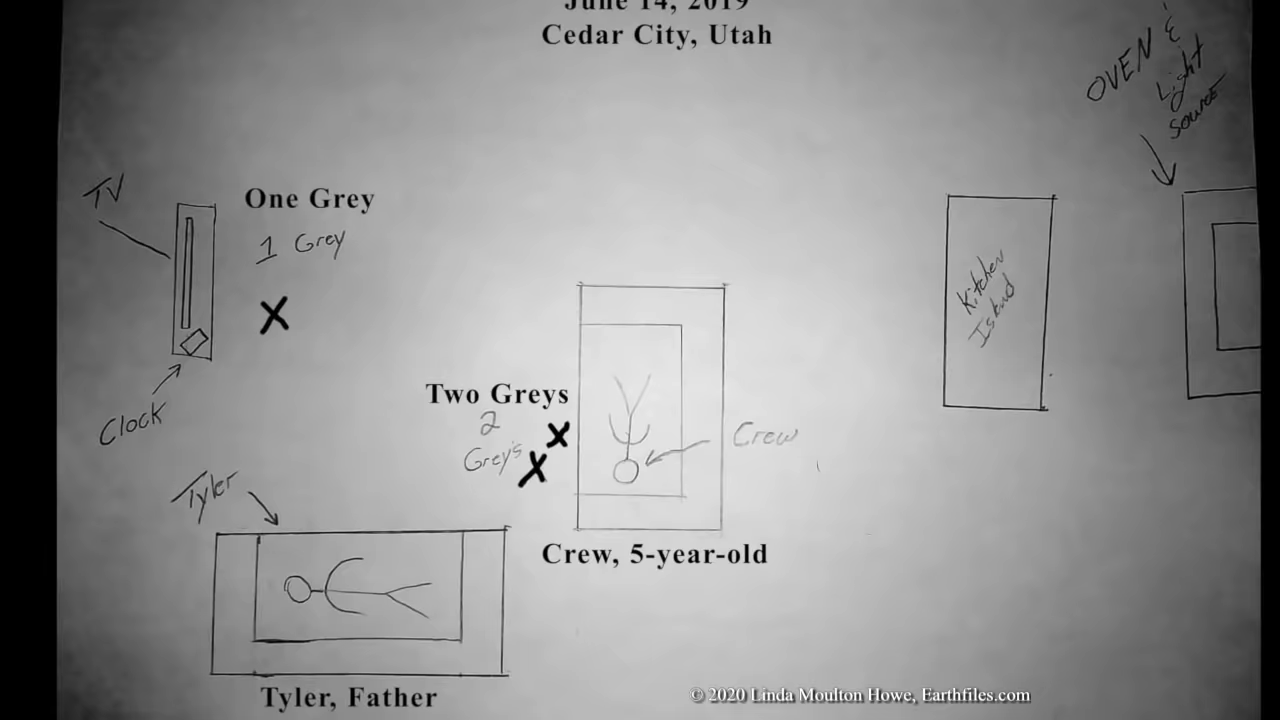 June 14, 2019
Cedar City, Utah
OVEN &
Light
Source
TV
One Grey
1 Grey
Kitchen
Island
Clock
Two Greys
2
Grey's
Crew
Tyler
Crew, 5-year-old
Tyler, Father
© 2020 Linda Moulton Howe, Earthfiles.com